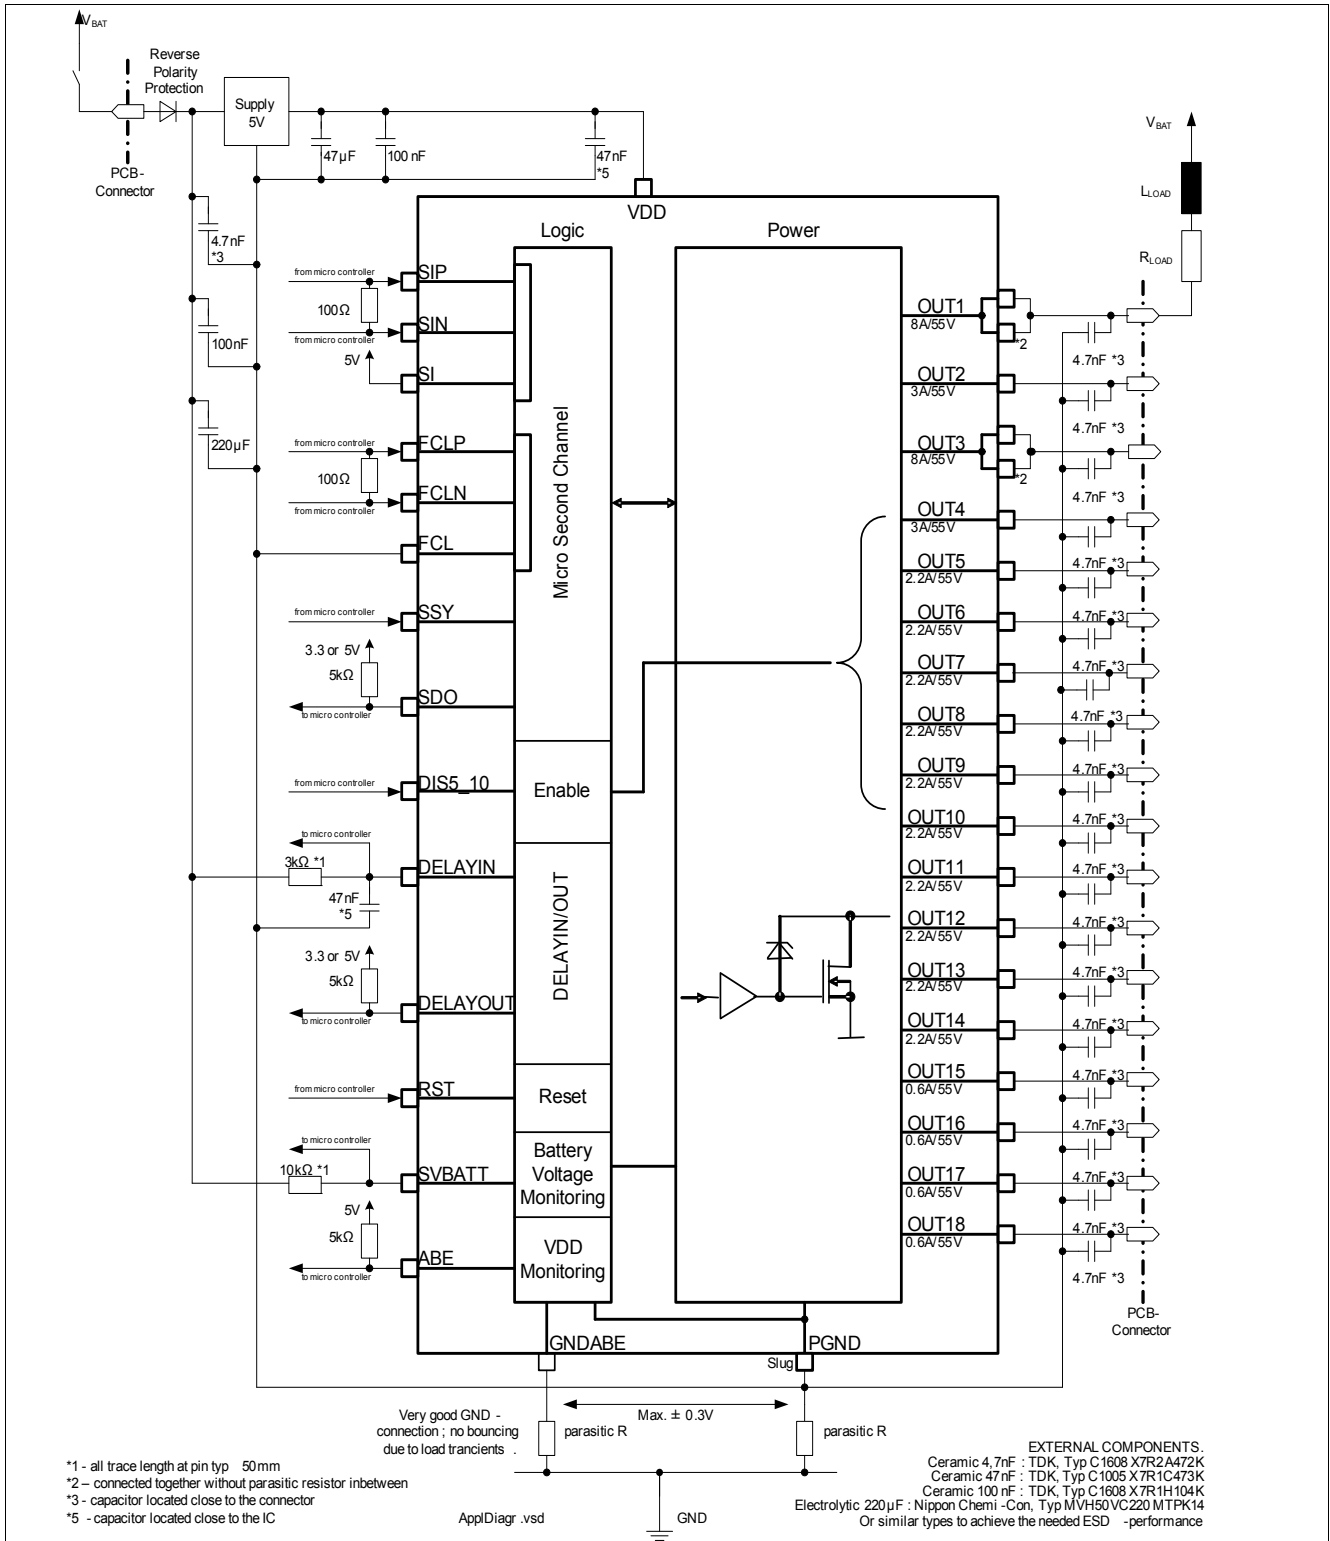 VBAT
Reverse
Polarity
Protection
Supply
5V
PCB-
Connector
47µF
100 nF
47nF
*5
VDD
VBAT
LLOAD
RLOAD
4.7nF
*3
100nF
220µF
Logic
Power
from micro controller
SIP
100Ω
SIN
from micro controller
5V
SI
from micro controller
FCLP
100Ω
FCLN
from micro controller
FCL
Micro Second Channel
from micro controller
SSY
3.3 or 5V
5kΩ
SDO
to micro controller
from micro controller
DIS5_10
Enable
to micro controller
3kΩ *1
DELAYIN
47nF
*5
DELAYIN/OUT
3.3 or 5V
5kΩ
DELAYOUT
to micro controller
from micro controller
RST
Reset
to micro controller
10kΩ *1
SVBATT
Battery
Voltage
Monitoring
5V
5kΩ
ABE
to micro controller
VDD
Monitoring
OUT1
8A/55V
*2
4.7nF *3
OUT2
3A/55V
4.7nF *3
OUT3
8A/55V
*2
4.7nF *3
OUT4
3A/55V
4.7nF *3
OUT5
2.2A/55V
4.7nF *3
OUT6
2.2A/55V
4.7nF *3
OUT7
2.2A/55V
4.7nF *3
OUT8
2.2A/55V
4.7nF *3
OUT9
2.2A/55V
4.7nF *3
OUT10
2.2A/55V
4.7nF *3
OUT11
2.2A/55V
4.7nF *3
OUT12
2.2A/55V
4.7nF *3
OUT13
2.2A/55V
4.7nF *3
OUT14
2.2A/55V
4.7nF *3
OUT15
0.6A/55V
4.7nF *3
OUT16
0.6A/55V
4.7nF *3
OUT17
0.6A/55V
4.7nF *3
OUT18
0.6A/55V
4.7nF *3
PCB-
Connector
GNDABE
Slug
PGND
Very good GND -
connection ; no bouncing
due to load trancients .
parasitic R
Max. ± 0.3V
parasitic R
*1 - all trace length at pin typ 50mm
*2 – connected together without parasitic resistor inbetween
*3 - capacitor located close to the connector
*5 - capacitor located close to the IC
ApplDiagr .vsd
GND
EXTERNAL COMPONENTS.
Ceramic 4,7nF : TDK, Typ C1608 X7R2A472K
Ceramic 47 nF : TDK, Typ C1005 X7R1C473K
Ceramic 100 nF : TDK, Typ C1608 X7R1H104K
Electrolytic 220µF : Nippon Chemi -Con, Typ MVH50VC220 MTPK14
Or similar types to achieve the needed ESD -performance